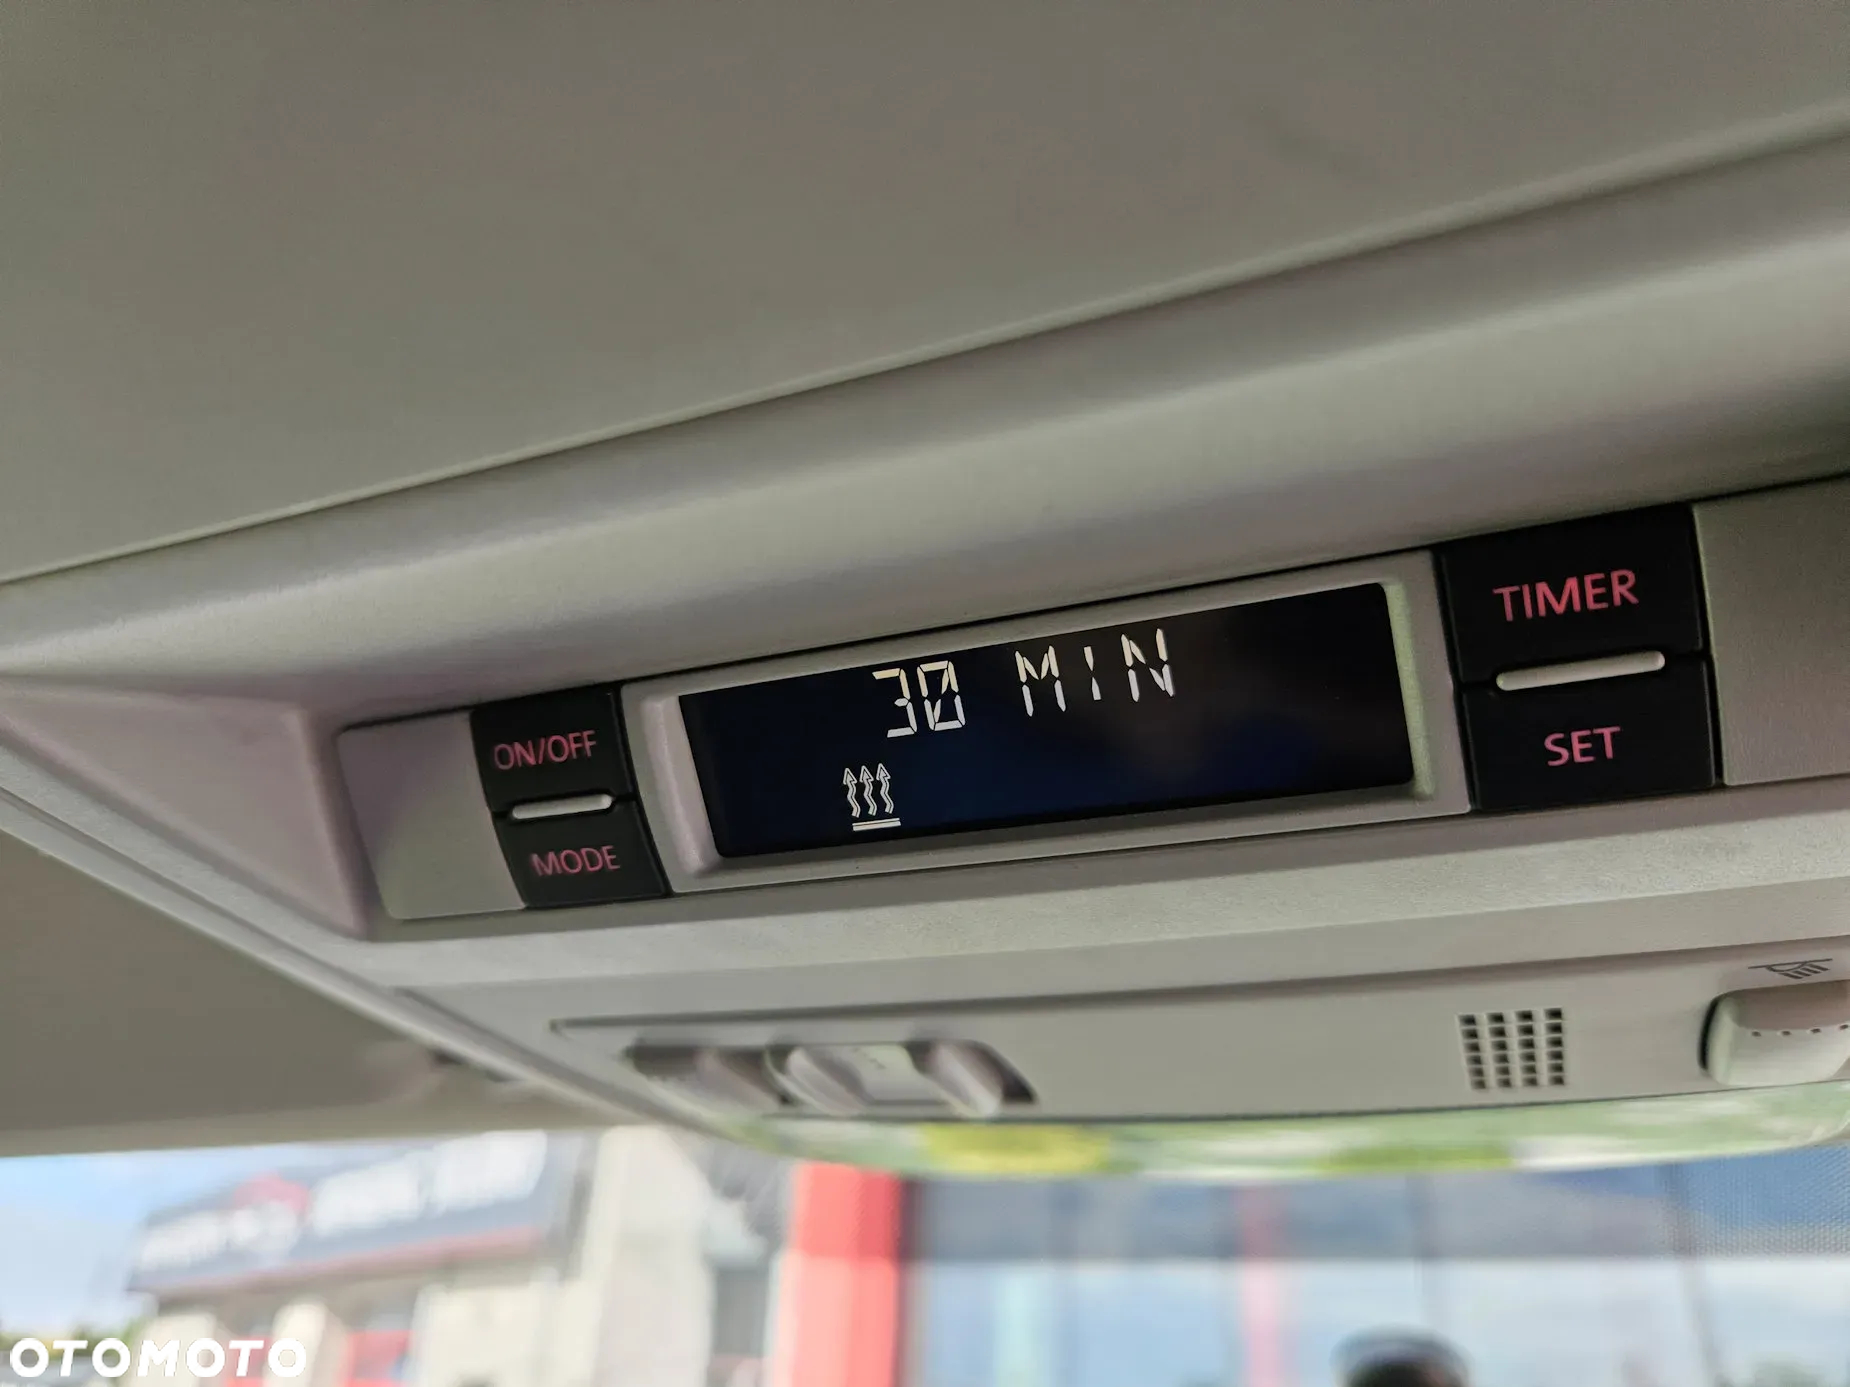 30 MIN
ON/OFF
MODE
TIMER
SET
OTOMOTO